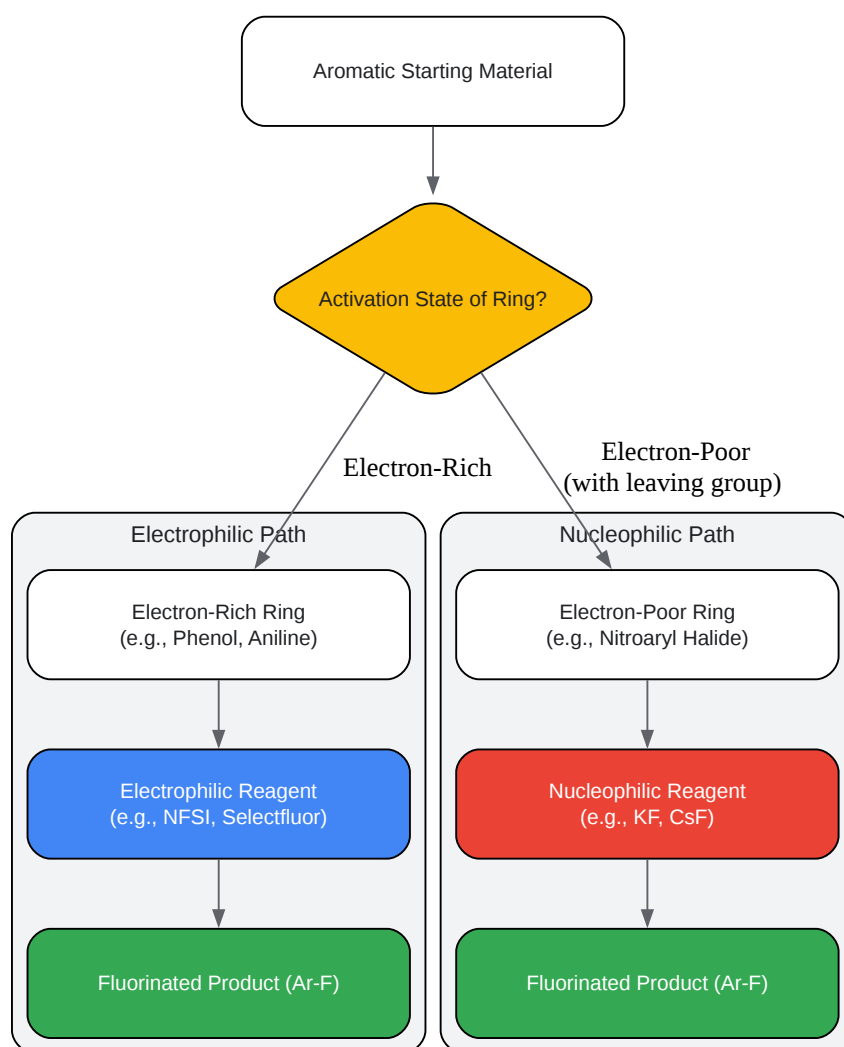 Aromatic Starting Material
Activation State of Ring?
Electron-Rich
Electron-Poor
(with leaving group)
Electrophilic Path
Electron-Rich Ring
(e.g., Phenol, Aniline)
Electrophilic Reagent
(e.g., NFSI, Selectfluor)
Fluorinated Product (Ar-F)
Nucleophilic Path
Electron-Poor Ring
(e.g., Nitroaryl Halide)
Nucleophilic Reagent
(e.g., KF, CsF)
Fluorinated Product (Ar-F)